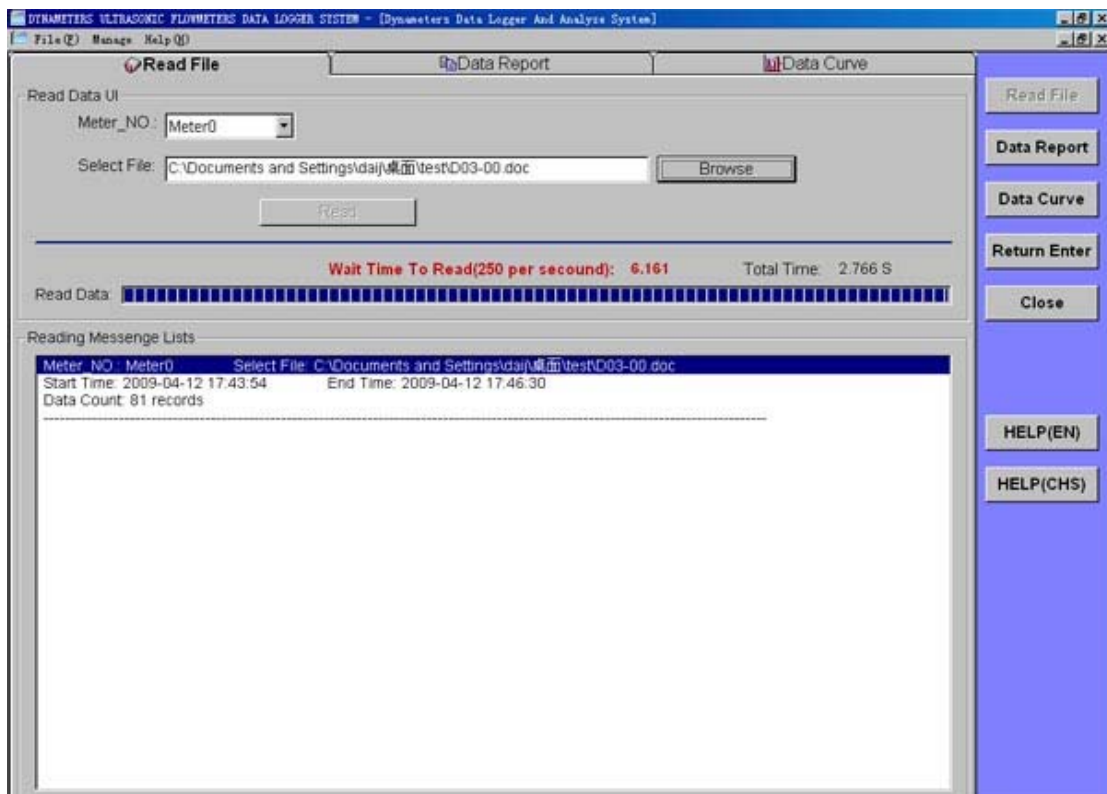 DYNAMETERS ULTRASONIC FLOWMETERS DATA LOGGER SYSTEM - [Dynameters Data Logger And Analyze System]
File(F) Manage Help(H)
Read File Data Report Data Curve
Read Data UI
Meter_NO.: Meter0
Select File: C:\Documents and Settings\daij\桌面\test\D03-00.doc Browse
Read
Wait Time To Read(250 per secound): 6.161 Total Time: 2.766 S
Read Data:
Reading Messenge Lists
Meter_NO.: Meter0 Select File: C:\Documents and Settings\daij\桌面\test\D03-00.doc
Start Time: 2009-04-12 17:43:54 End Time: 2009-04-12 17:46:30
Data Count: 81 records
Read File
Data Report
Data Curve
Return Enter
Close
HELP(EN)
HELP(CHS)